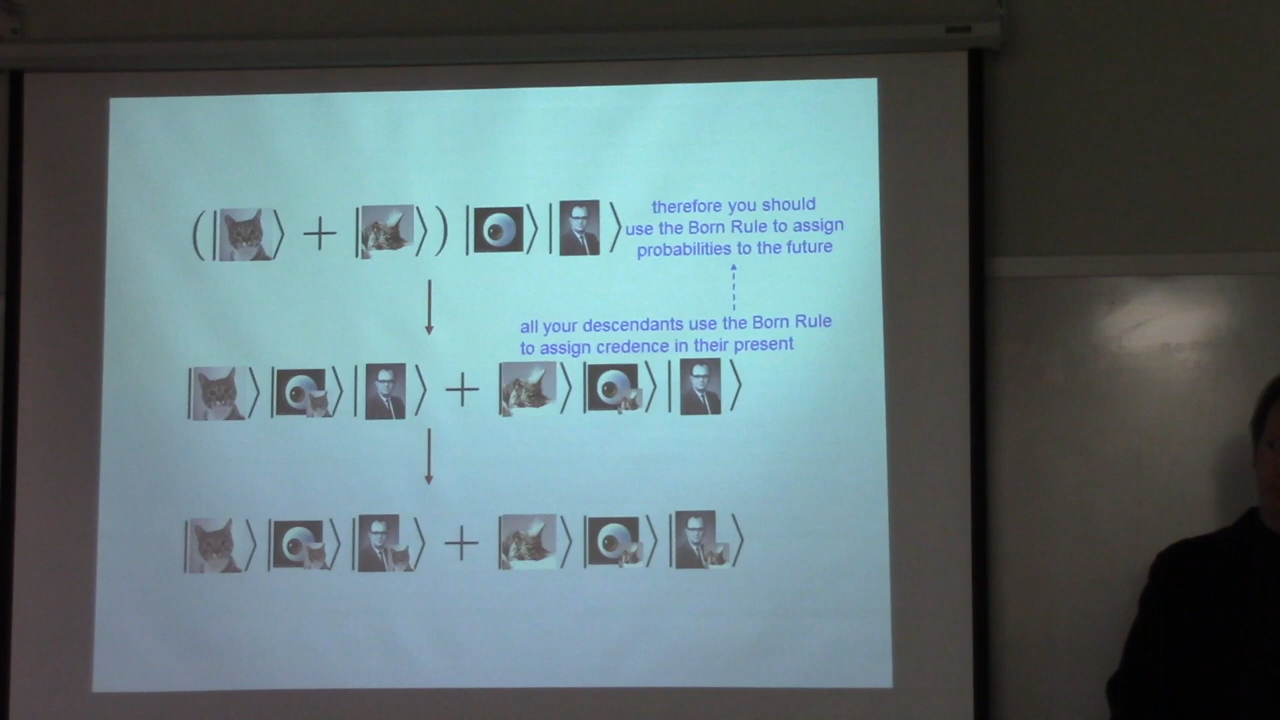 (| ⟩ + | ⟩) | ⟩ | ⟩
therefore you should
use the Born Rule to assign
probabilities to the future
all your descendants use the Born Rule
to assign credence in their present
| ⟩ | ⟩ | ⟩ + | ⟩ | ⟩ | ⟩
| ⟩ | ⟩ | ⟩ + | ⟩ | ⟩ | ⟩